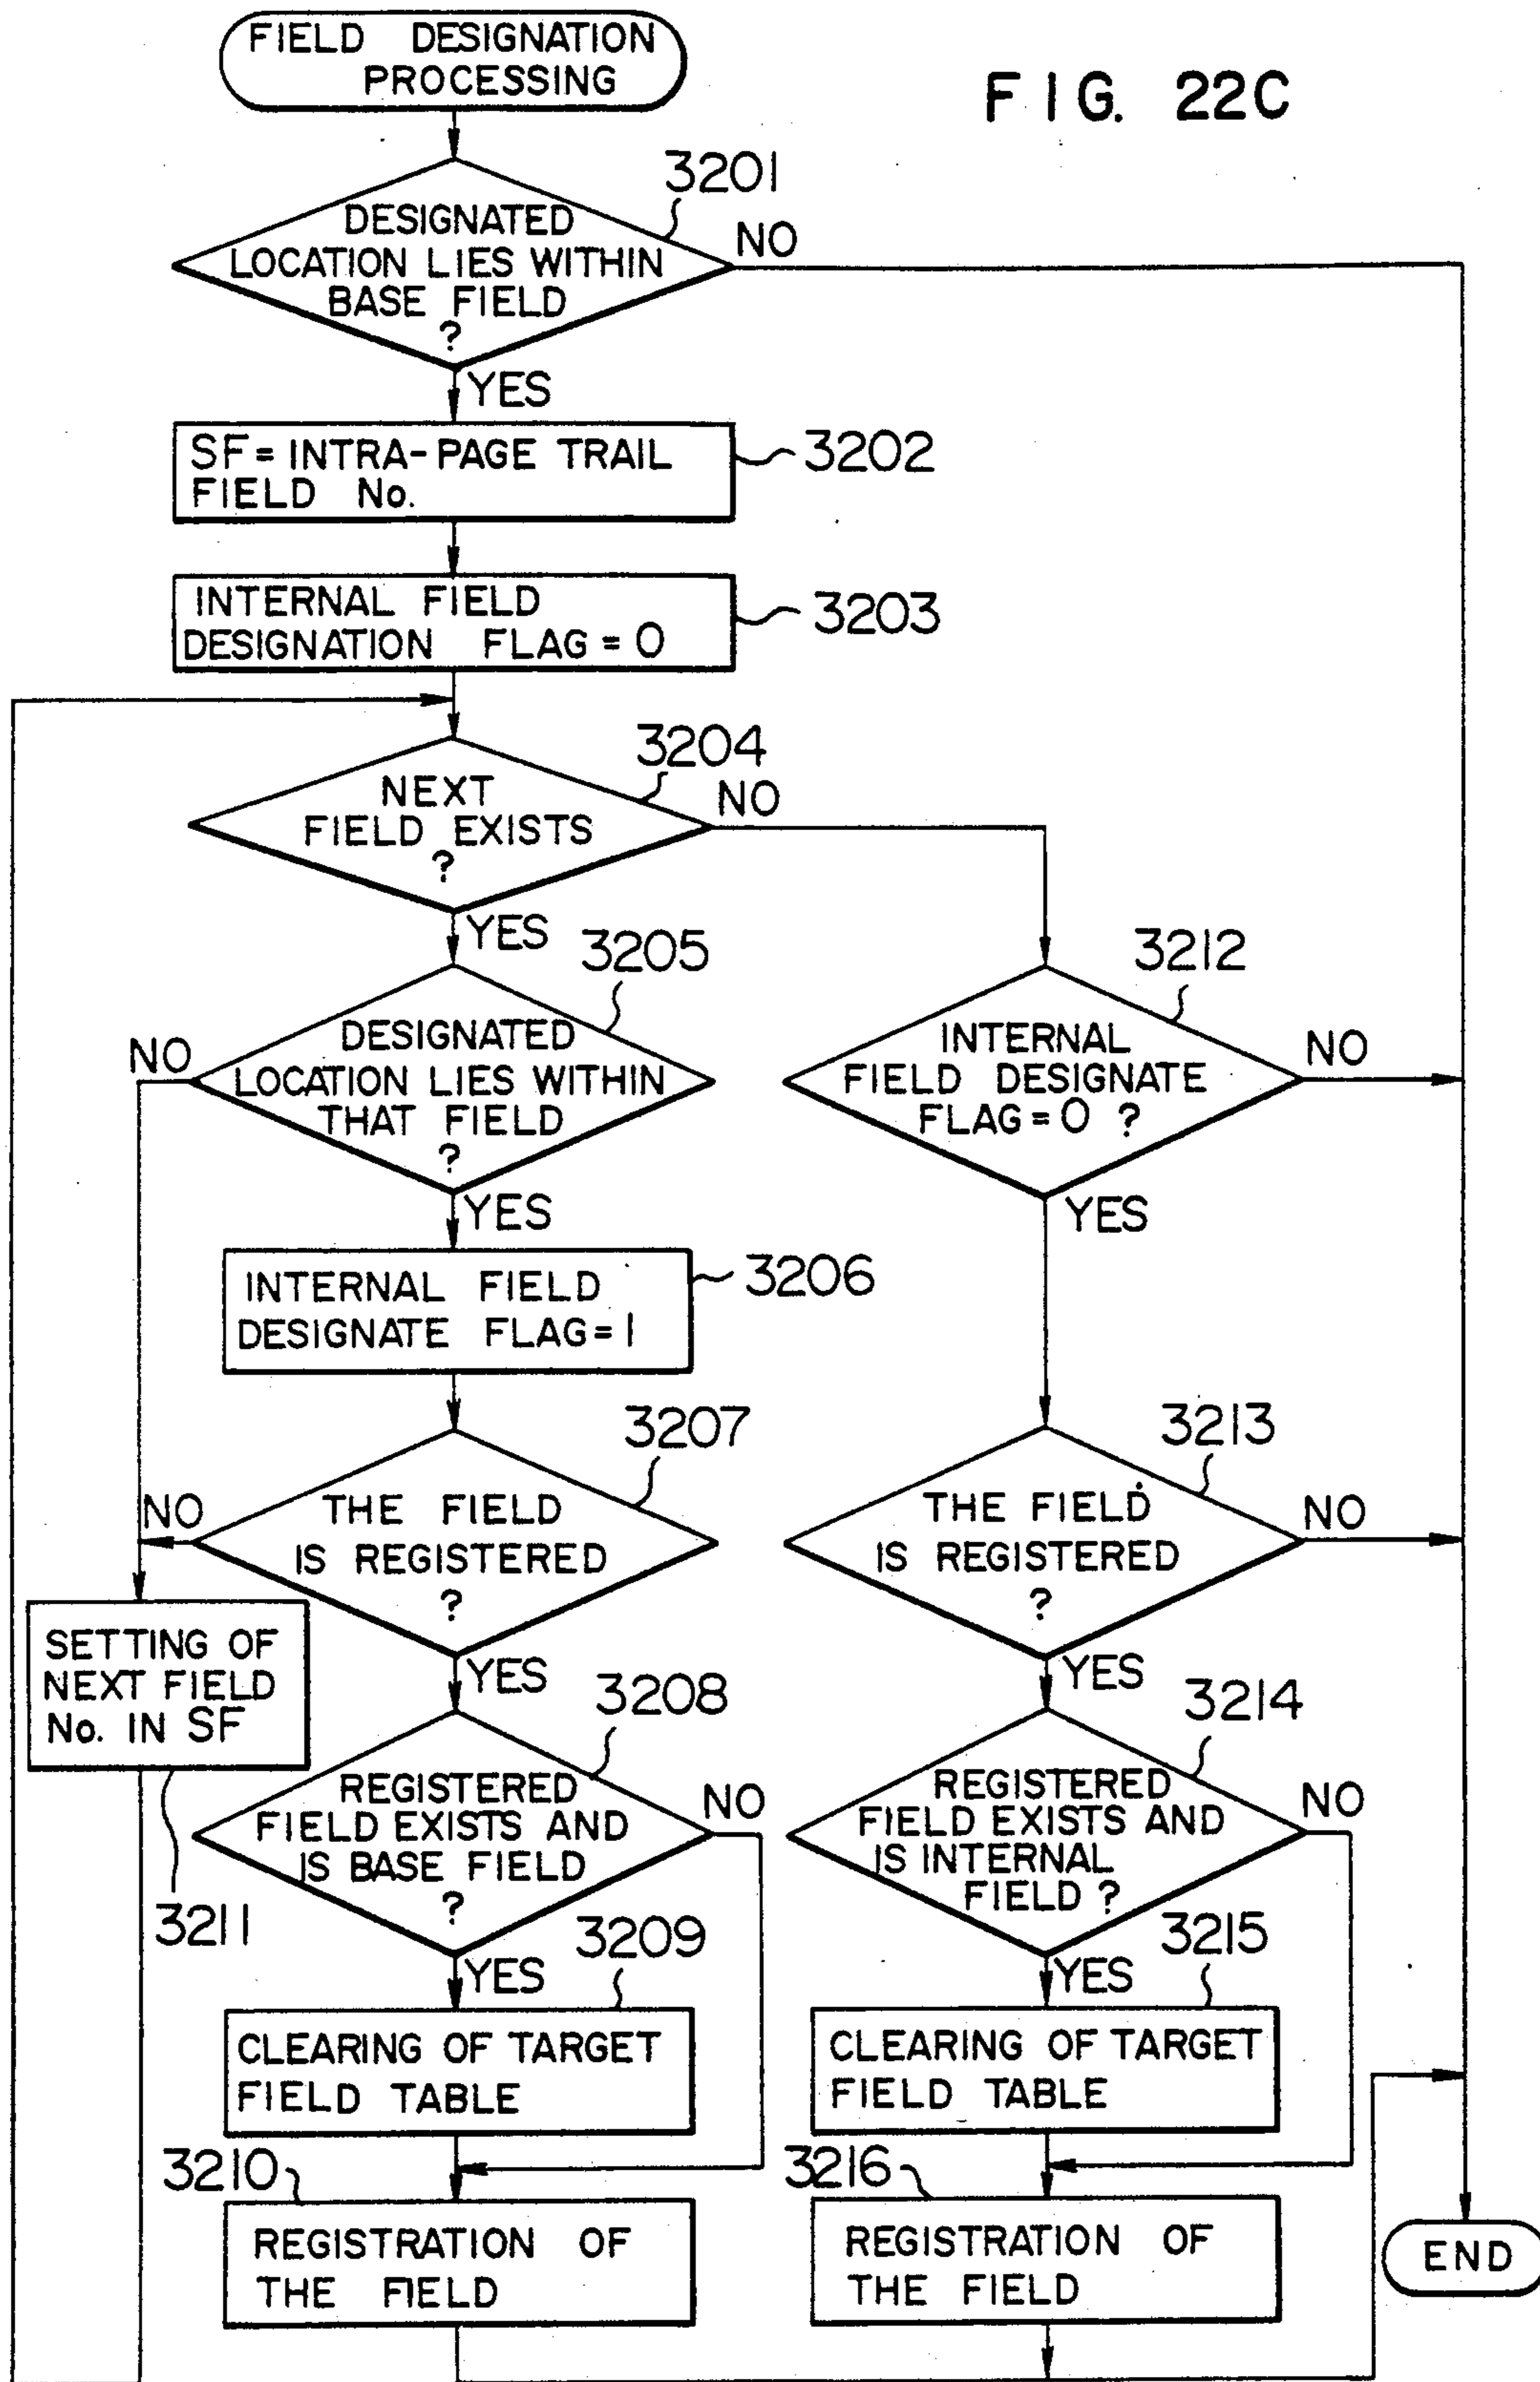 FIELD DESIGNATION
PROCESSING
FIG. 22C
3201
DESIGNATED
LOCATION LIES WITHIN
BASE FIELD
?
NO
YES
SF = INTRA-PAGE TRAIL
FIELD No.
3202
INTERNAL FIELD
DESIGNATION FLAG = 0
3203
3204
NEXT
FIELD EXISTS
?
NO
YES
3205
DESIGNATED
LOCATION LIES WITHIN
THAT FIELD
?
NO
YES
3212
INTERNAL
FIELD DESIGNATE
FLAG = 0 ?
NO
YES
INTERNAL FIELD
DESIGNATE FLAG = 1
3206
3207
THE FIELD
IS REGISTERED
?
NO
YES
3213
THE FIELD
IS REGISTERED
?
NO
YES
SETTING OF
NEXT FIELD
No. IN SF
3211
3208
REGISTERED
FIELD EXISTS AND
IS BASE FIELD
?
NO
YES
3214
REGISTERED
FIELD EXISTS AND
IS INTERNAL
FIELD ?
NO
YES
3209
CLEARING OF TARGET
FIELD TABLE
3215
CLEARING OF TARGET
FIELD TABLE
3210
REGISTRATION OF
THE FIELD
3216
REGISTRATION OF
THE FIELD
END